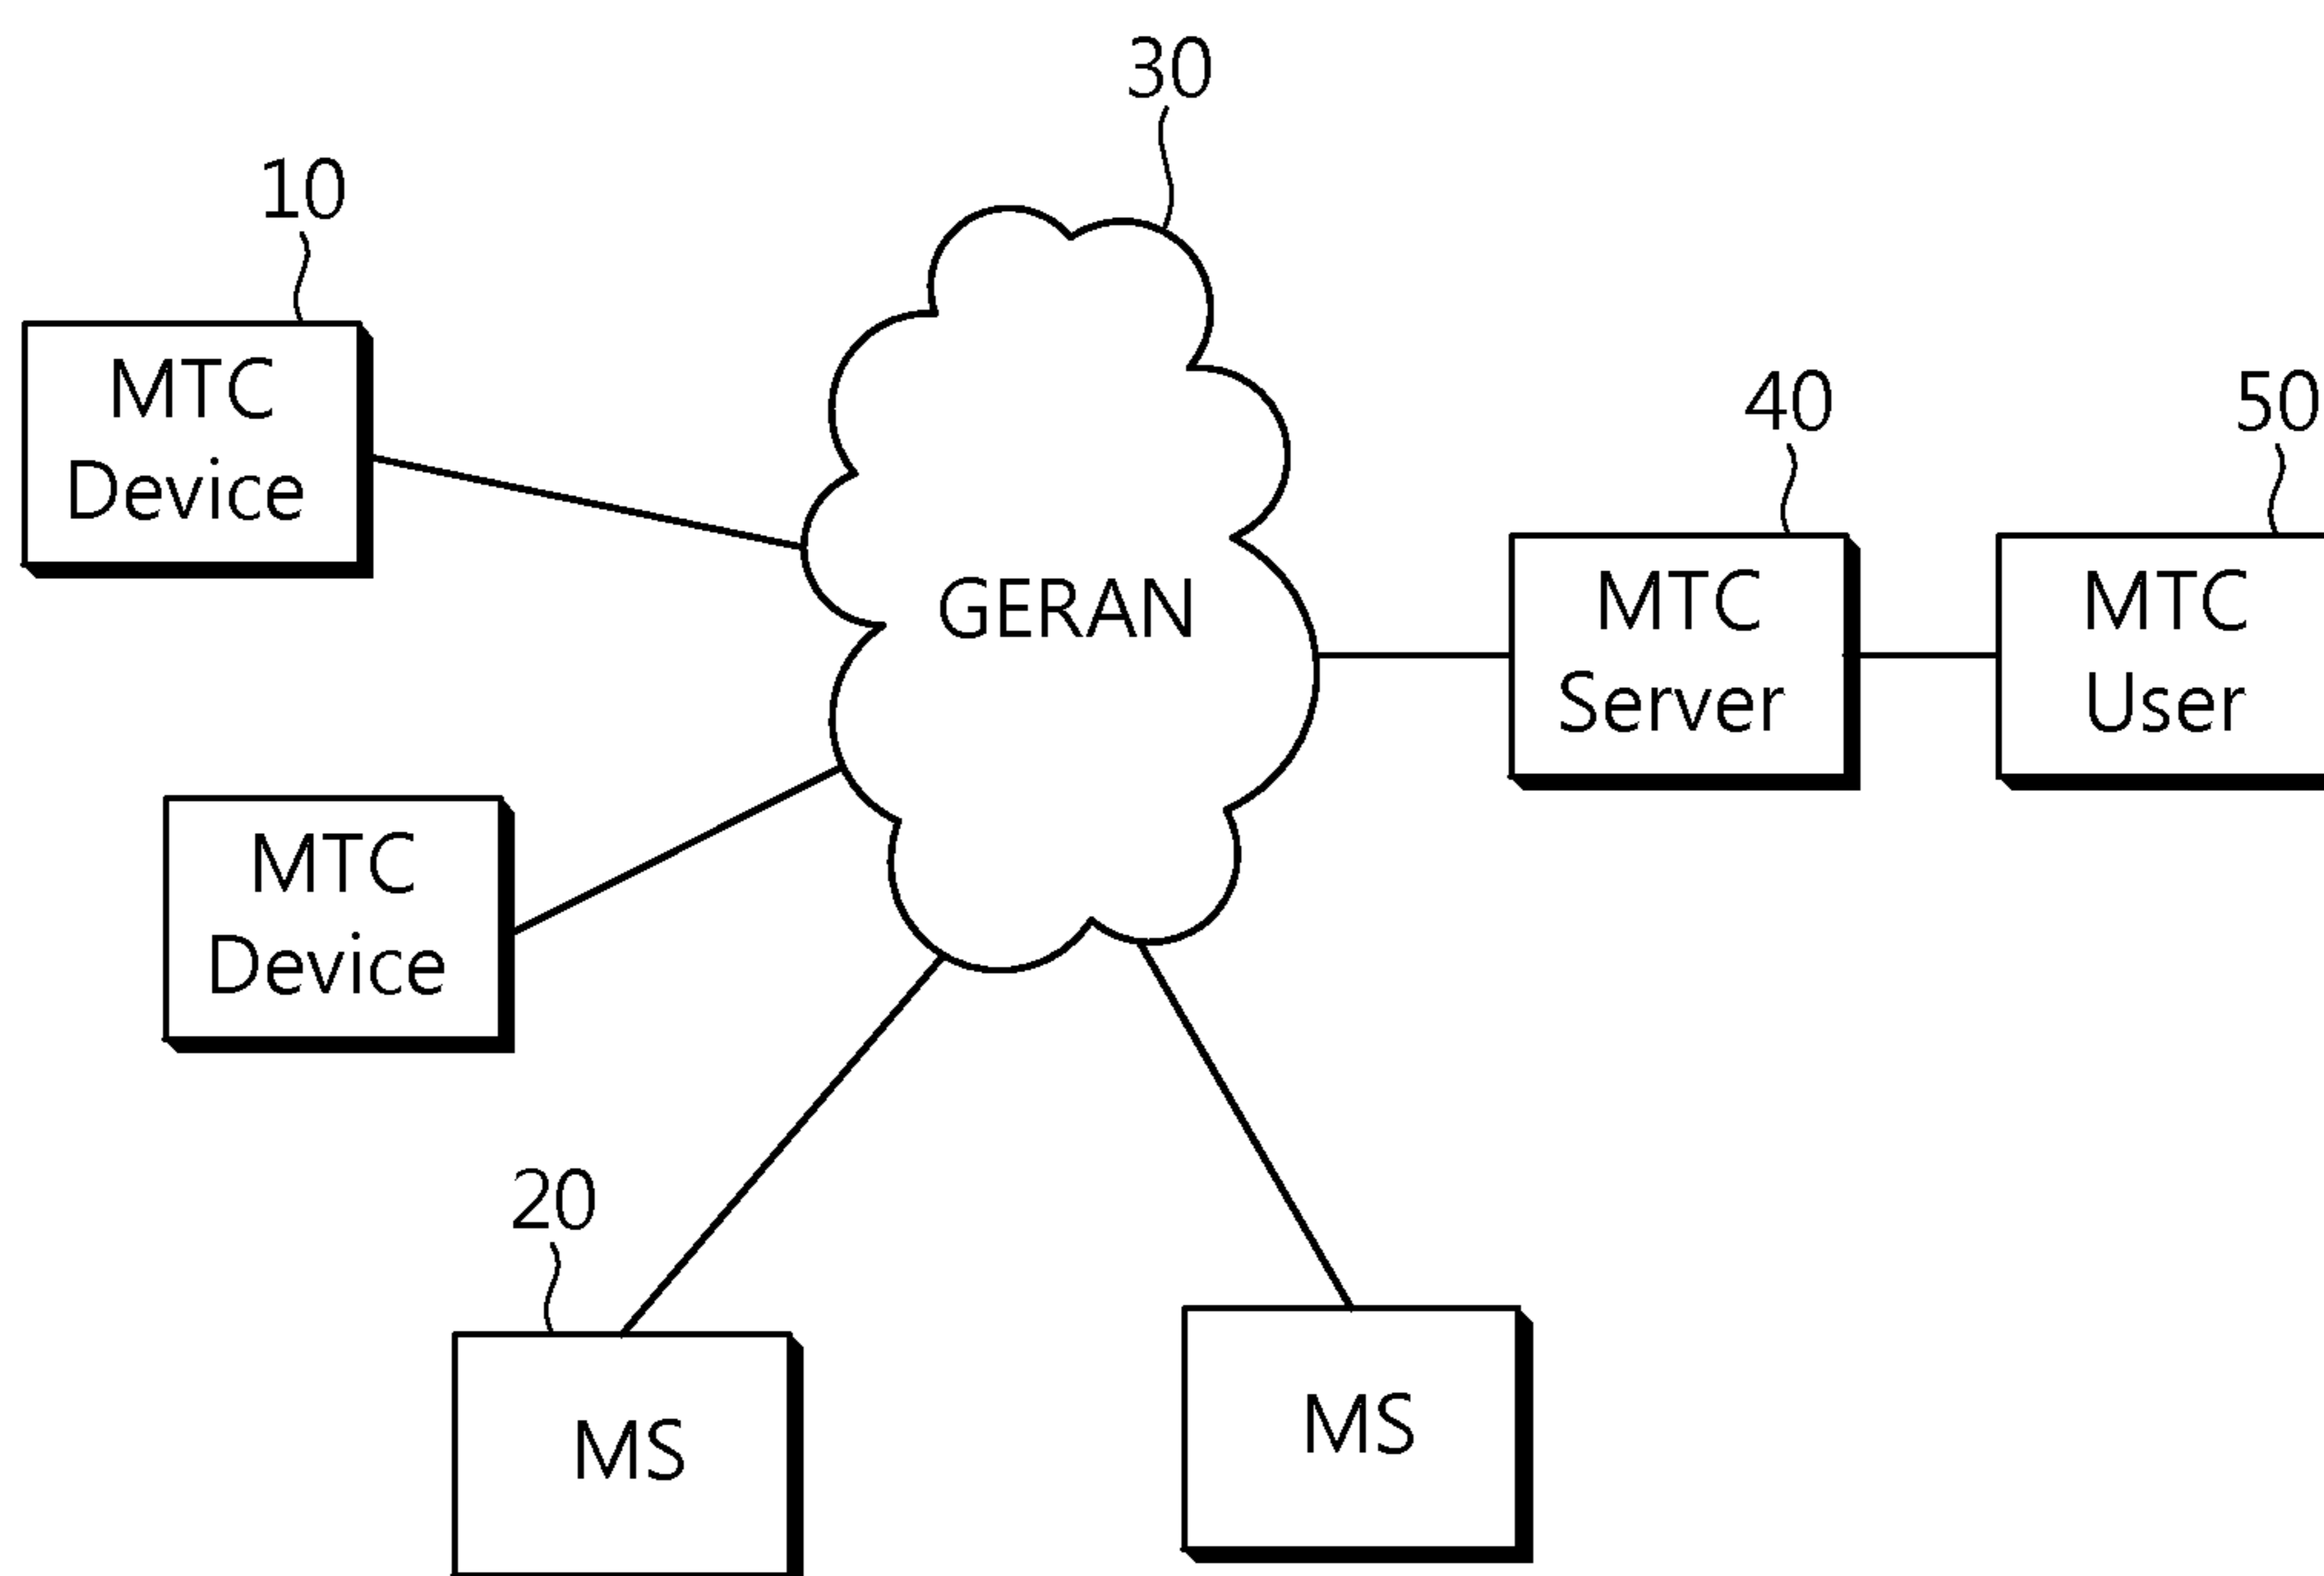 30
10
MTC
Device
40
50
GERAN
MTC
Server
MTC
User
MTC
Device
20
MS
MS